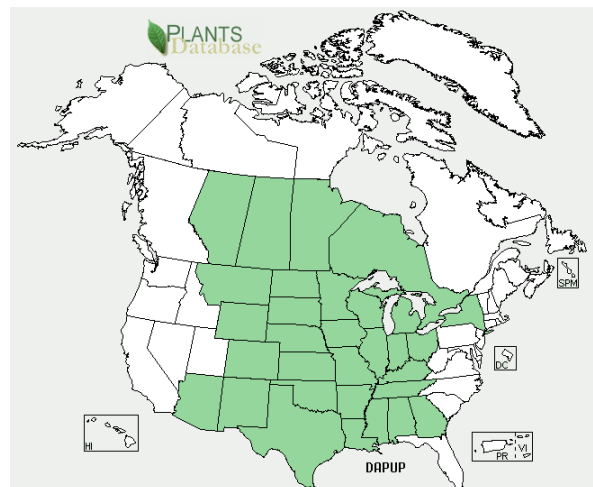 PLANTS
Database
SPM
DC
HI
PR
VI
DAPUP